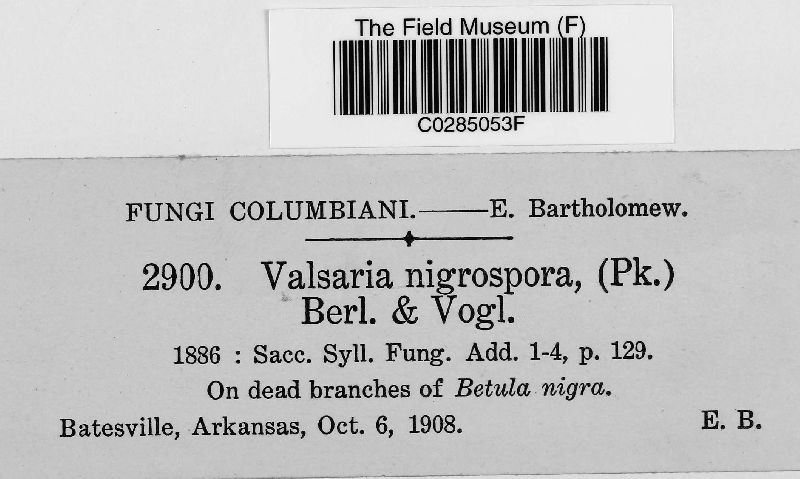 The Field Museum (F)
C0285053F
FUNGI COLUMBIANI.——E. Bartholomew.
2900. Valsaria nigrospora, (Pk.)
Berl. & Vogl.
1886 : Sacc. Syll. Fung. Add. 1-4, p. 129.
On dead branches of Betula nigra.
Batesville, Arkansas, Oct. 6, 1908. E. B.